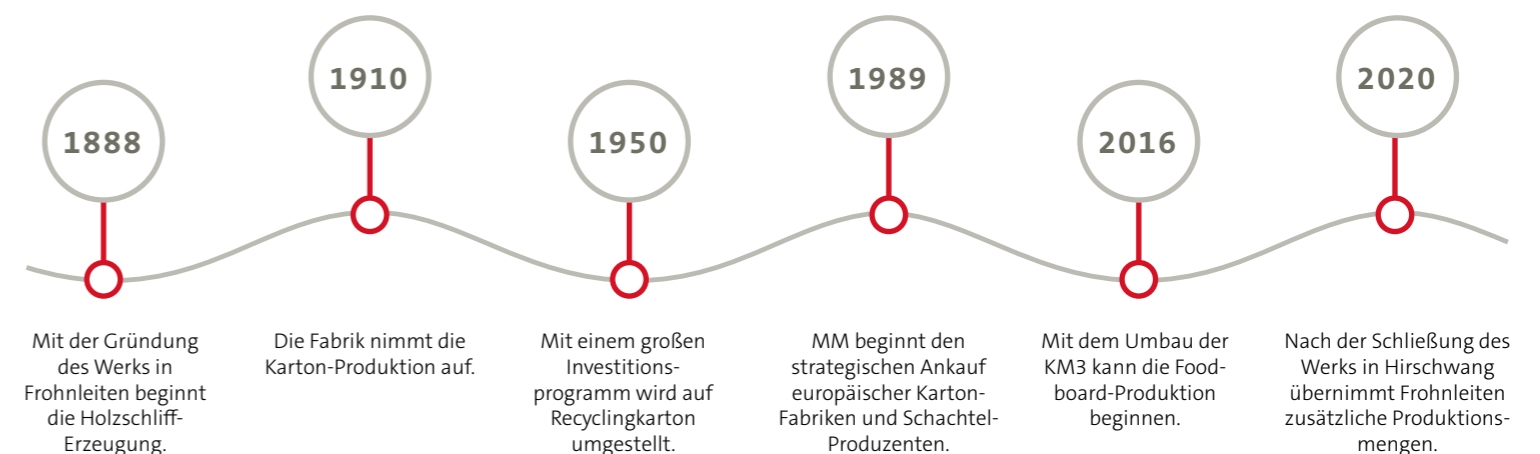 1888
Mit der Gründung
des Werks in
Frohnleiten beginnt
die Holzschliff-
Erzeugung.
1910
Die Fabrik nimmt die
Karton-Produktion auf.
1950
Mit einem großen
Investitions-
programm wird auf
Recyclingkarton
umgestellt.
1989
MM beginnt den
strategischen Ankauf
europäischer Karton-
Fabriken und Schachtel-
Produzenten.
2016
Mit dem Umbau der
KM3 kann die Food-
board-Produktion
beginnen.
2020
Nach der Schließung des
Werks in Hirschwang
übernimmt Frohnleiten
zusätzliche Produktions-
mengen.